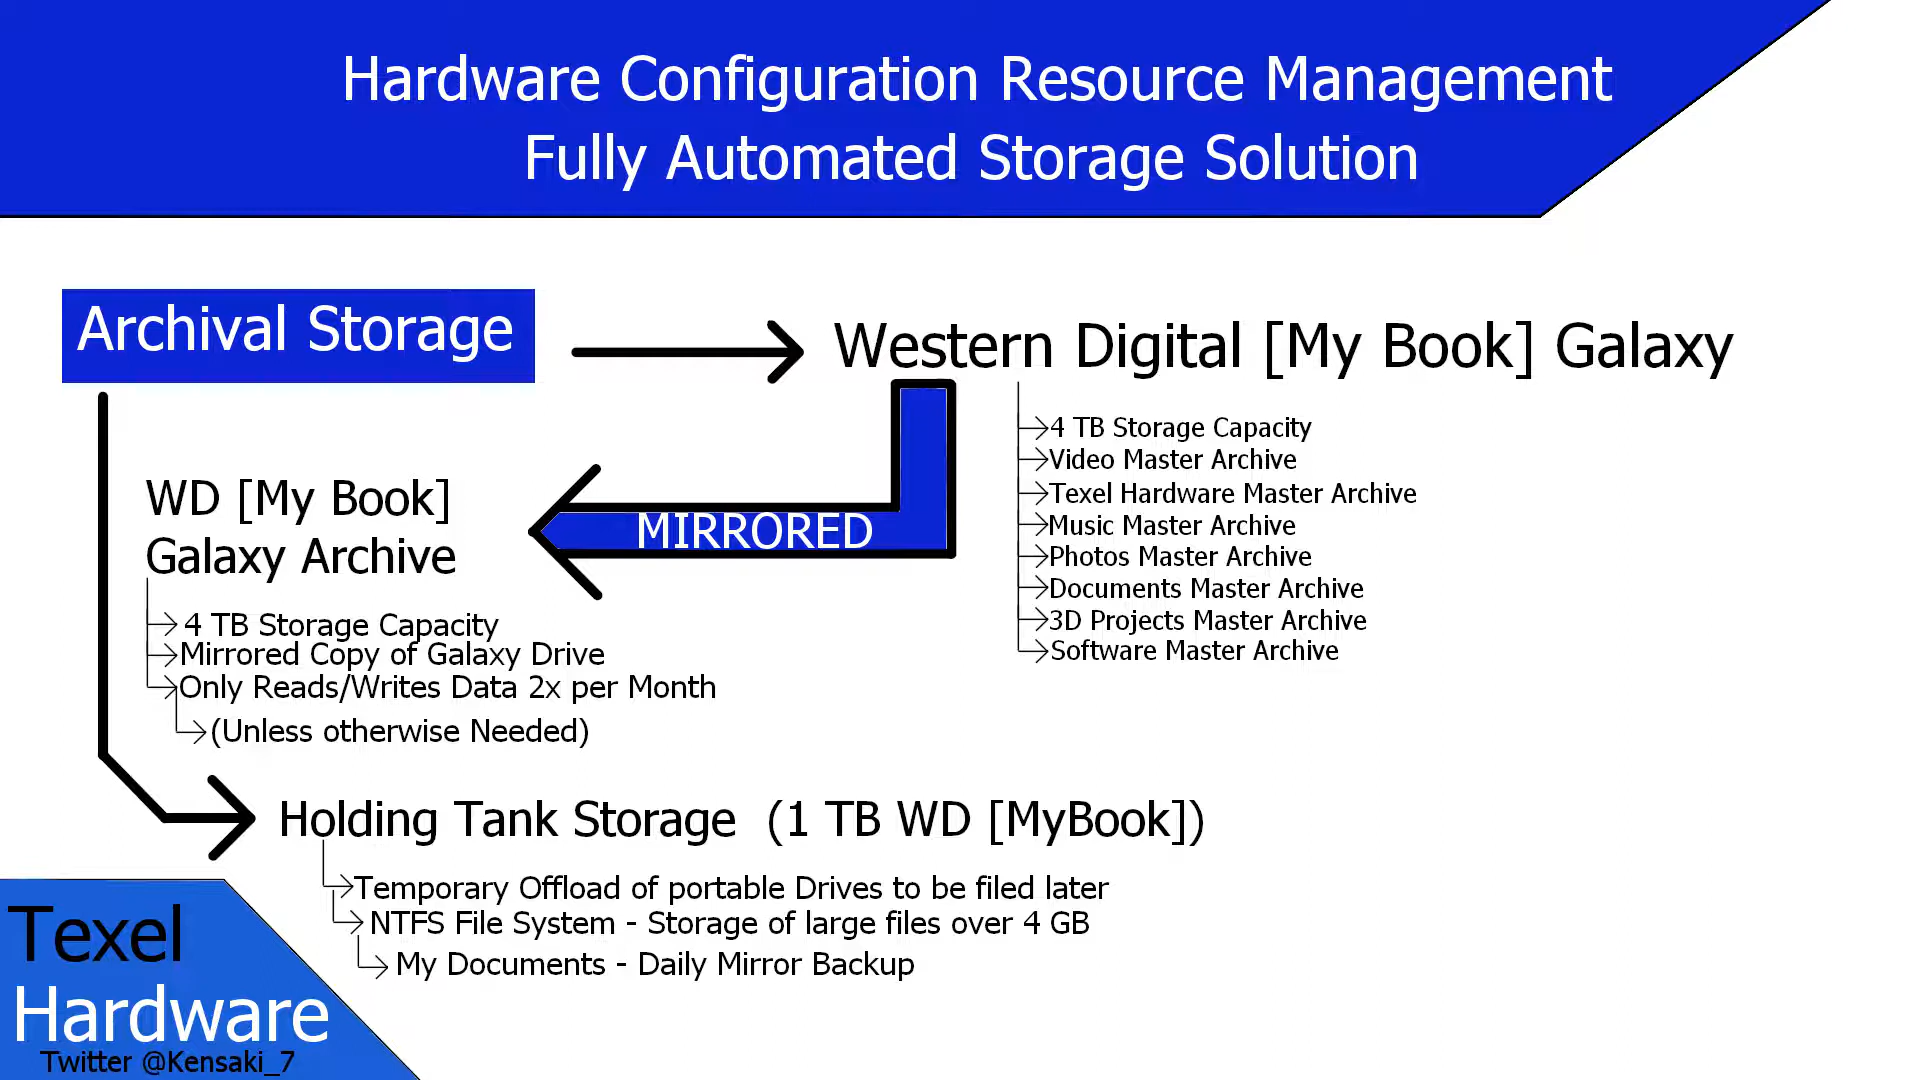 Hardware Configuration Resource Management
Fully Automated Storage Solution
Archival Storage
Western Digital [My Book] Galaxy
4 TB Storage Capacity
Video Master Archive
Texel Hardware Master Archive
Music Master Archive
Photos Master Archive
Documents Master Archive
3D Projects Master Archive
Software Master Archive
MIRRORED
WD [My Book]
Galaxy Archive
4 TB Storage Capacity
Mirrored Copy of Galaxy Drive
Only Reads/Writes Data 2x per Month
(Unless otherwise Needed)
Holding Tank Storage (1 TB WD [MyBook])
Temporary Offload of portable Drives to be filed later
NTFS File System - Storage of large files over 4 GB
My Documents - Daily Mirror Backup
Texel
Hardware
Twitter @Kensaki_7